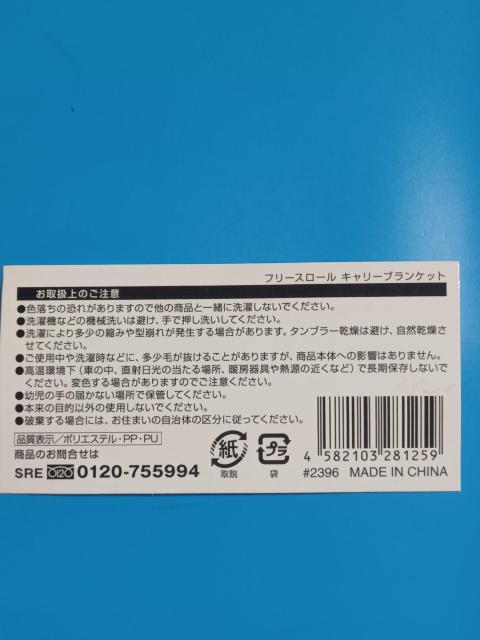 フリースロール キャリーブランケット
お取扱上のご注意
●色落ちの恐れがありますので他の商品と一緒に洗濯しないでください。
●洗濯機などの機械洗いは避け、手で押し洗いしてください。
●洗濯により多少の縮みや型崩れが発生する場合があります。タンブラー乾燥は避け、自然乾燥さ
せてください。
●ご使用中や洗濯時などに、多少毛が抜けることがありますが、商品本体への影響はありません。
●高温環境下(車の中、直射日光の当たる場所、暖房器具や熱源の近くなど)で長期保存しないで
ください。変色する場合がありますのでご注意ください。
●幼児の手の届かない場所で保管してください。
●本来の目的以外の使用しないでください。
●破棄する場合には、お住まいの自治体の区分に従ってください。
品質表示/ポリエステル・PP・PU
商品のお問合せは
SRE 0120 0120-755994
紙
取説
プラ
袋
4 582103 281259
#2396 MADE IN CHINA